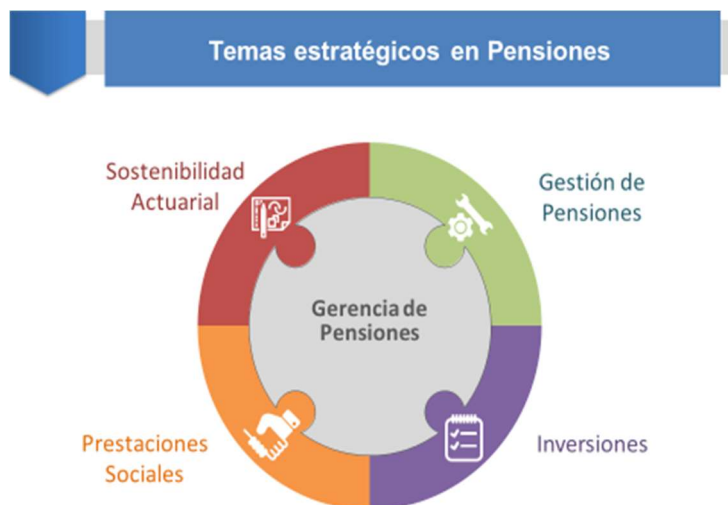 Temas estratégicos en Pensiones
Sostenibilidad
Actuarial
Gestión de
Pensiones
Gerencia de
Pensiones
Prestaciones
Sociales
Inversiones